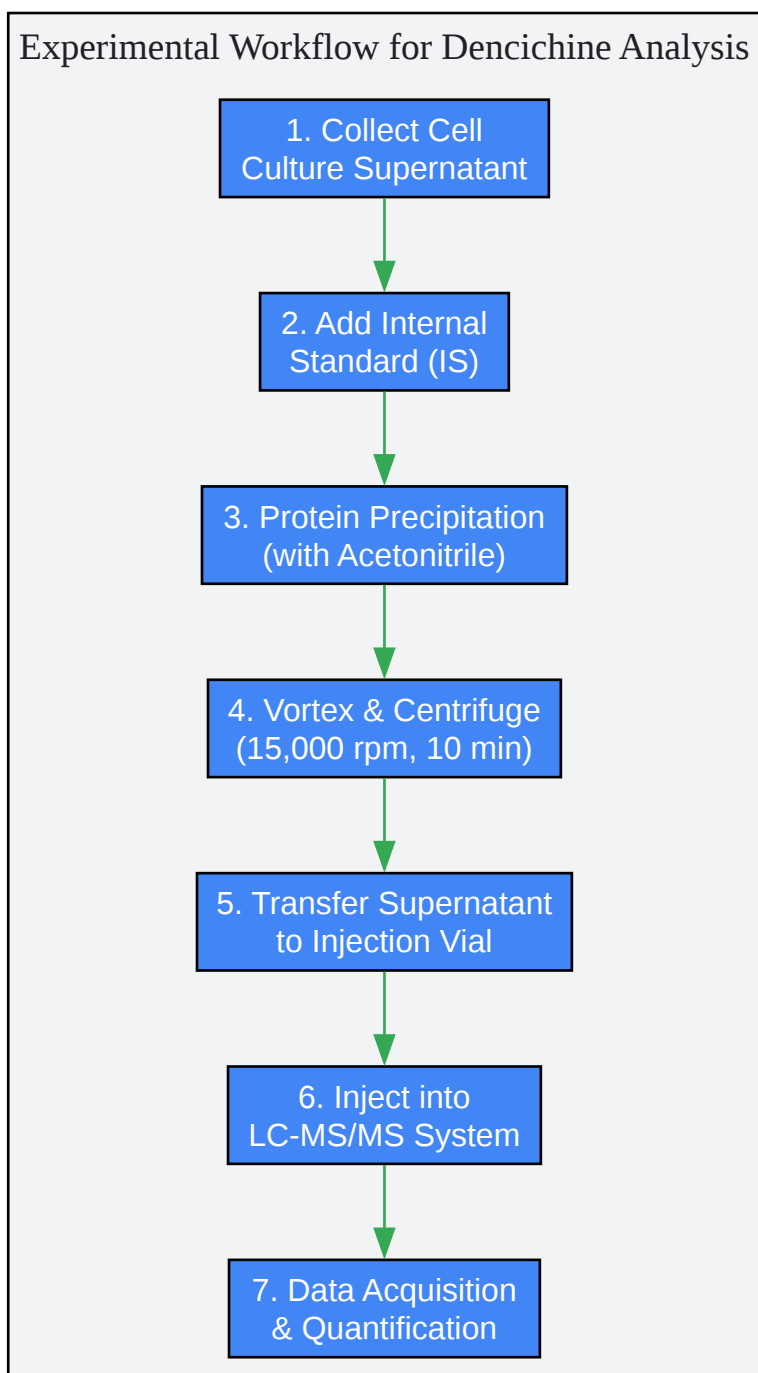 Experimental Workflow for Dencichine Analysis
1. Collect Cell
Culture Supernatant
2. Add Internal
Standard (IS)
3. Protein Precipitation
(with Acetonitrile)
4. Vortex & Centrifuge
(15,000 rpm, 10 min)
5. Transfer Supernatant
to Injection Vial
6. Inject into
LC-MS/MS System
7. Data Acquisition
& Quantification